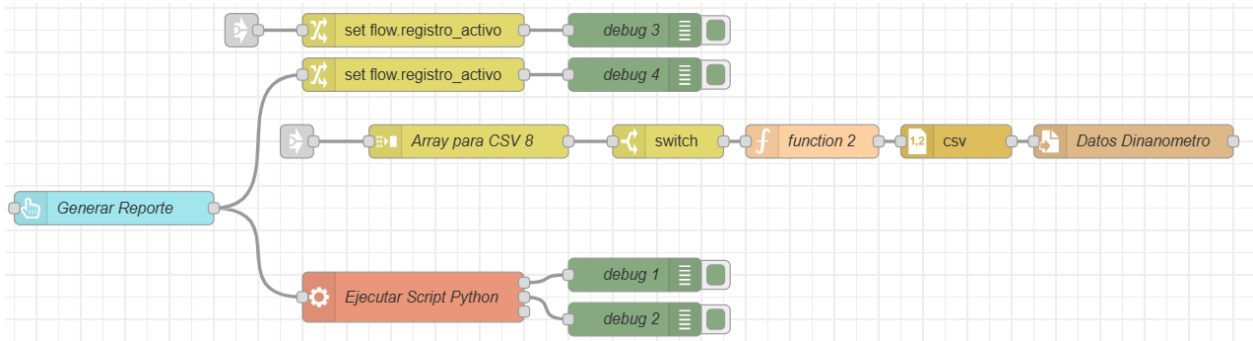 set flow.registro_activo
debug 3
set flow.registro_activo
debug 4
Array para CSV 8
switch
function 2
1,2
csv
Datos Dinanometro
Generar Reporte
debug 1
Ejecutar Script Python
debug 2